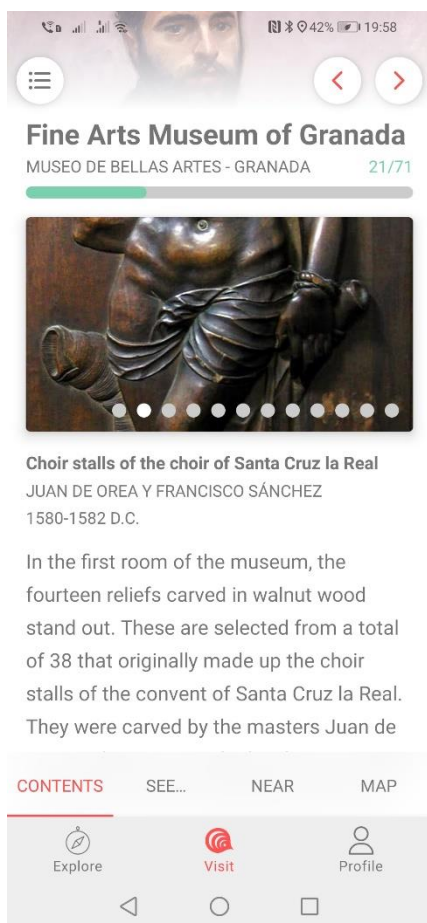 42% 19:58
Fine Arts Museum of Granada
MUSEO DE BELLAS ARTES - GRANADA 21/71
Choir stalls of the choir of Santa Cruz la Real
JUAN DE OREA Y FRANCISCO SÁNCHEZ
1580-1582 D.C.
In the first room of the museum, the
fourteen reliefs carved in walnut wood
stand out. These are selected from a total
of 38 that originally made up the choir
stalls of the convent of Santa Cruz la Real.
They were carved by the masters Juan de
CONTENTS SEE... NEAR MAP
Explore Visit Profile